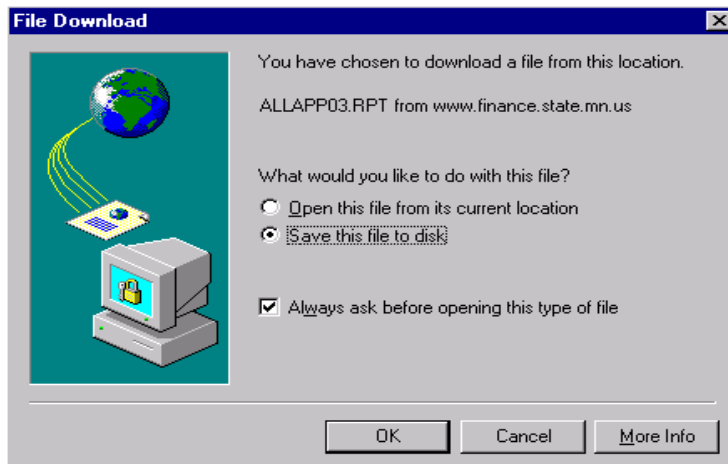 File Download
You have chosen to download a file from this location.
ALLAPP03.RPT from www.finance.state.mn.us
What would you like to do with this file?
Open this file from its current location
Save this file to disk
Always ask before opening this type of file
OK
Cancel
More Info